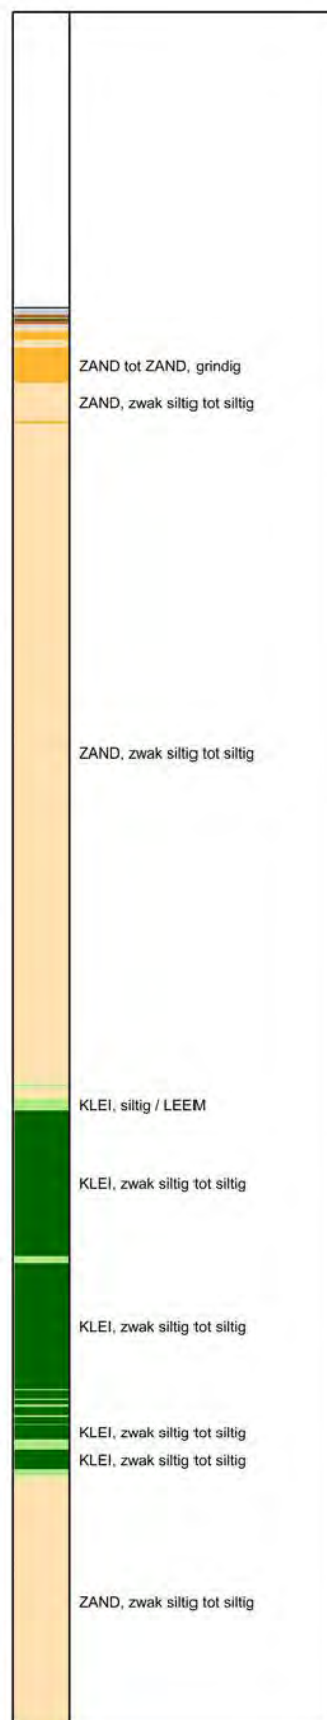 ZAND tot ZAND, grindig
ZAND, zwak siltig tot siltig
ZAND, zwak siltig tot siltig
KLEI, siltig / LEEM
KLEI, zwak siltig tot siltig
KLEI, zwak siltig tot siltig
KLEI, zwak siltig tot siltig
KLEI, zwak siltig tot siltig
ZAND, zwak siltig tot siltig